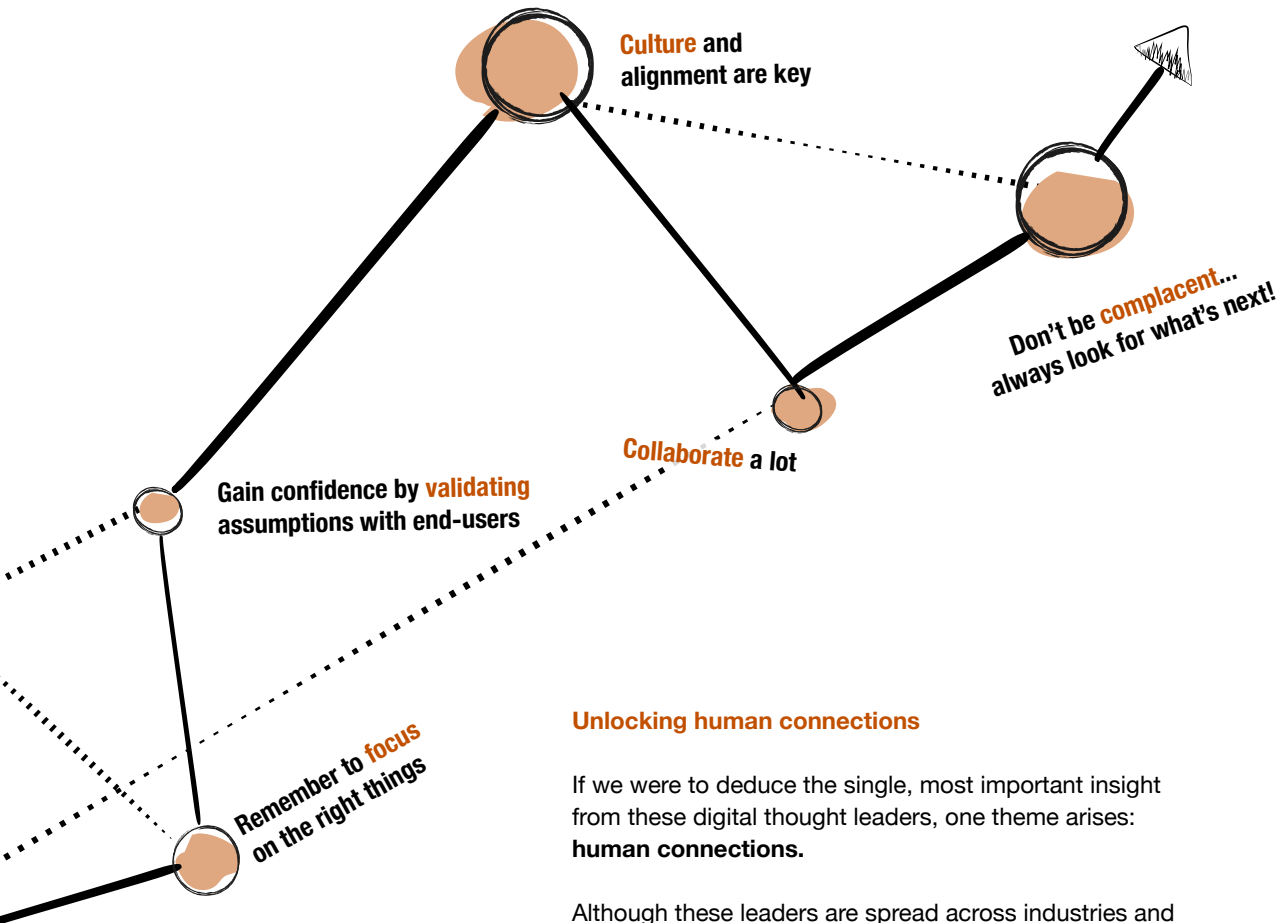 Culture and
alignment are key
Don't be complacent...
always look for what's next!
Collaborate a lot
Gain confidence by validating
assumptions with end-users
Remember to focus
on the right things
Unlocking human connections
If we were to deduce the single, most important insight
from these digital thought leaders, one theme arises:
human connections.
Although these leaders are spread across industries and